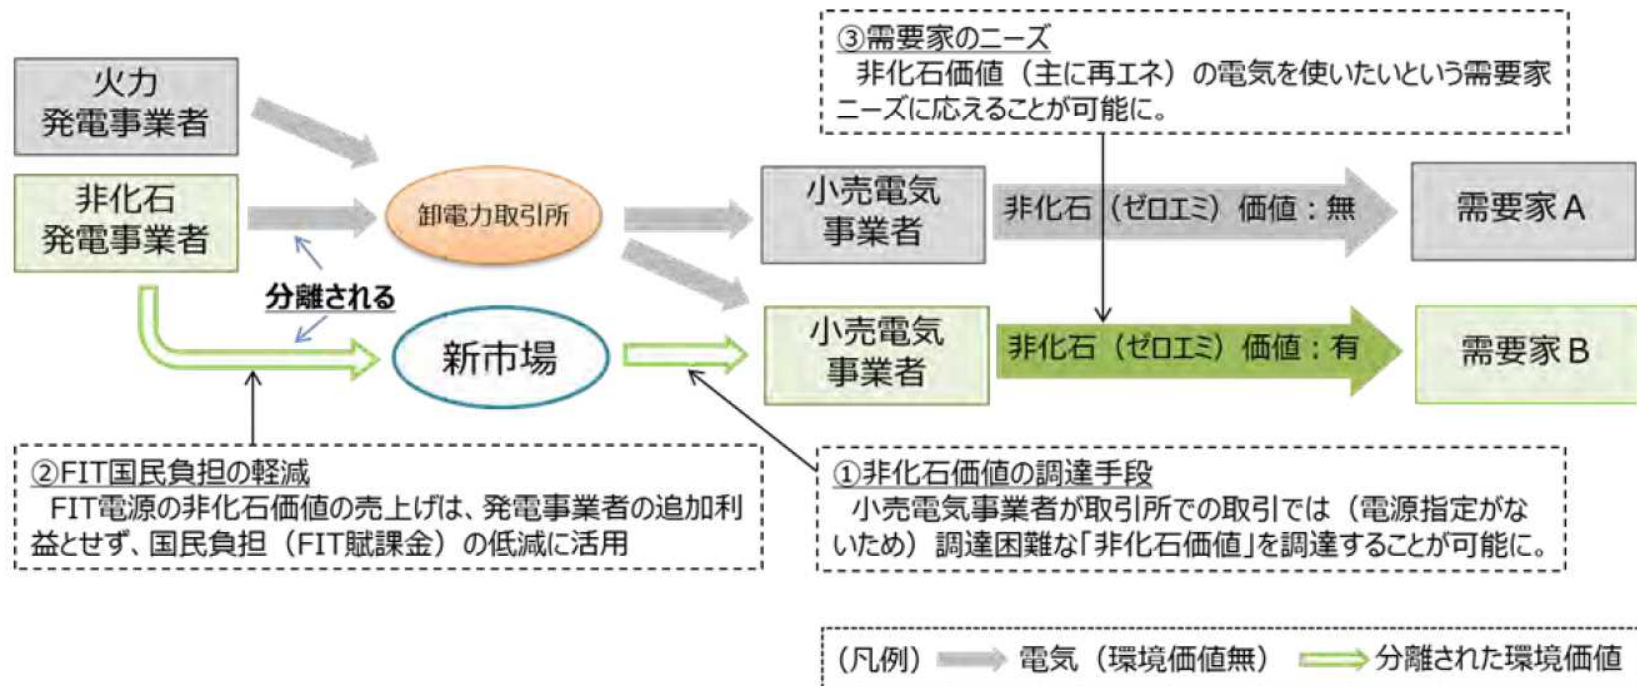 ③需要家のニーズ
非化石価値（主に再エネ）の電気を使いたいという需要家
ニーズに応えることが可能に。
火力
発電事業者
非化石
発電事業者
卸電力取引所
小売電気
事業者
非化石（ゼロエミ）価値：無
需要家A
分離される
新市場
小売電気
事業者
非化石（ゼロエミ）価値：有
需要家B
②FIT国民負担の軽減
FIT電源の非化石価値の売上げは、発電事業者の追加利
益とせず、国民負担（FIT賦課金）の低減に活用
①非化石価値の調達手段
小売電気事業者が取引所での取引では（電源指定がな
いため）調達困難な「非化石価値」を調達することが可能に。
（凡例） 電気（環境価値無） 分離された環境価値